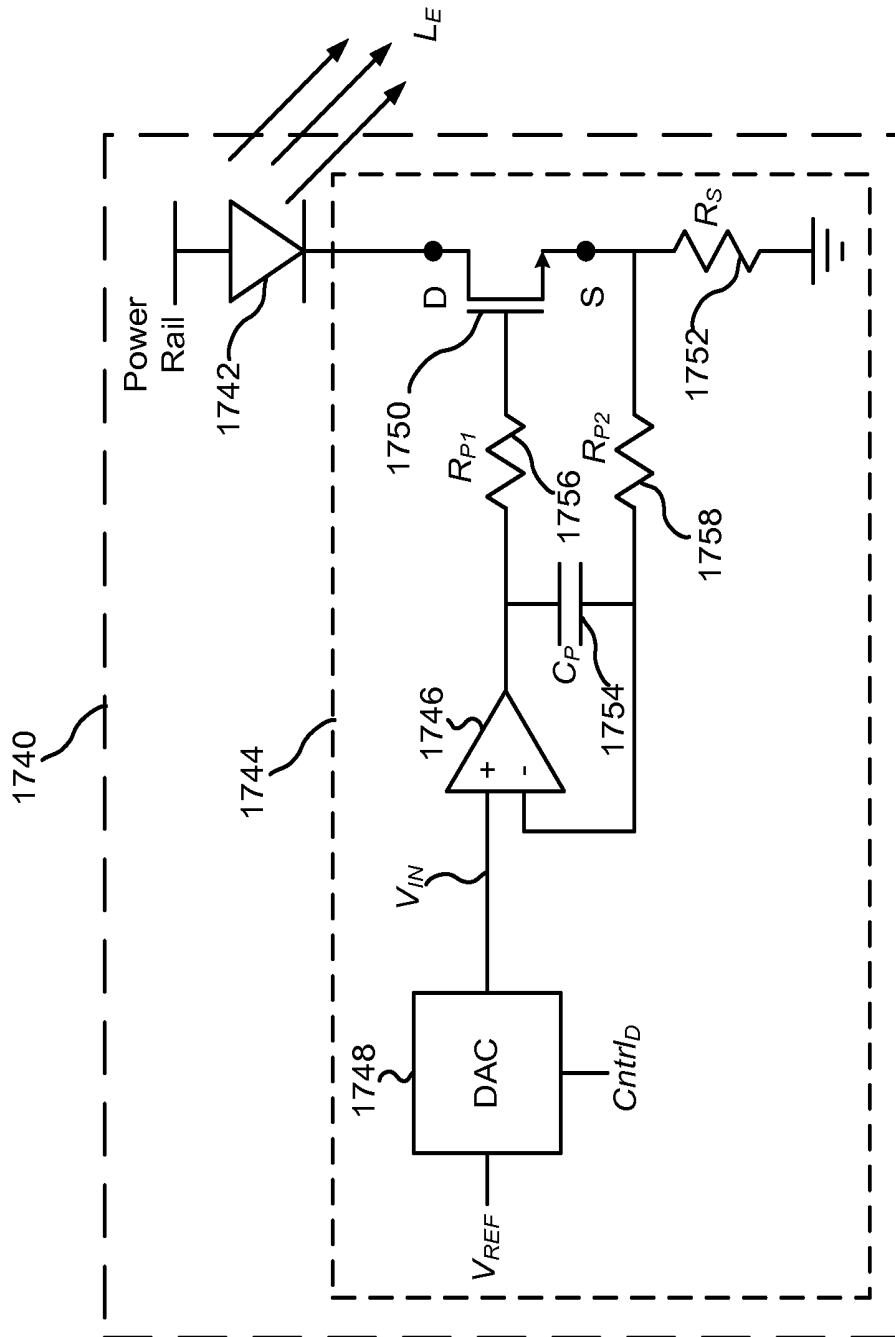 1740
1744
Power
Rail
1742
L_E
1750
D
S
R_S
1752
R_P1
1756
R_P2
1758
C_P
1754
1746
+
-
V_IN
1748
DAC
V_REF
Cntrl_D